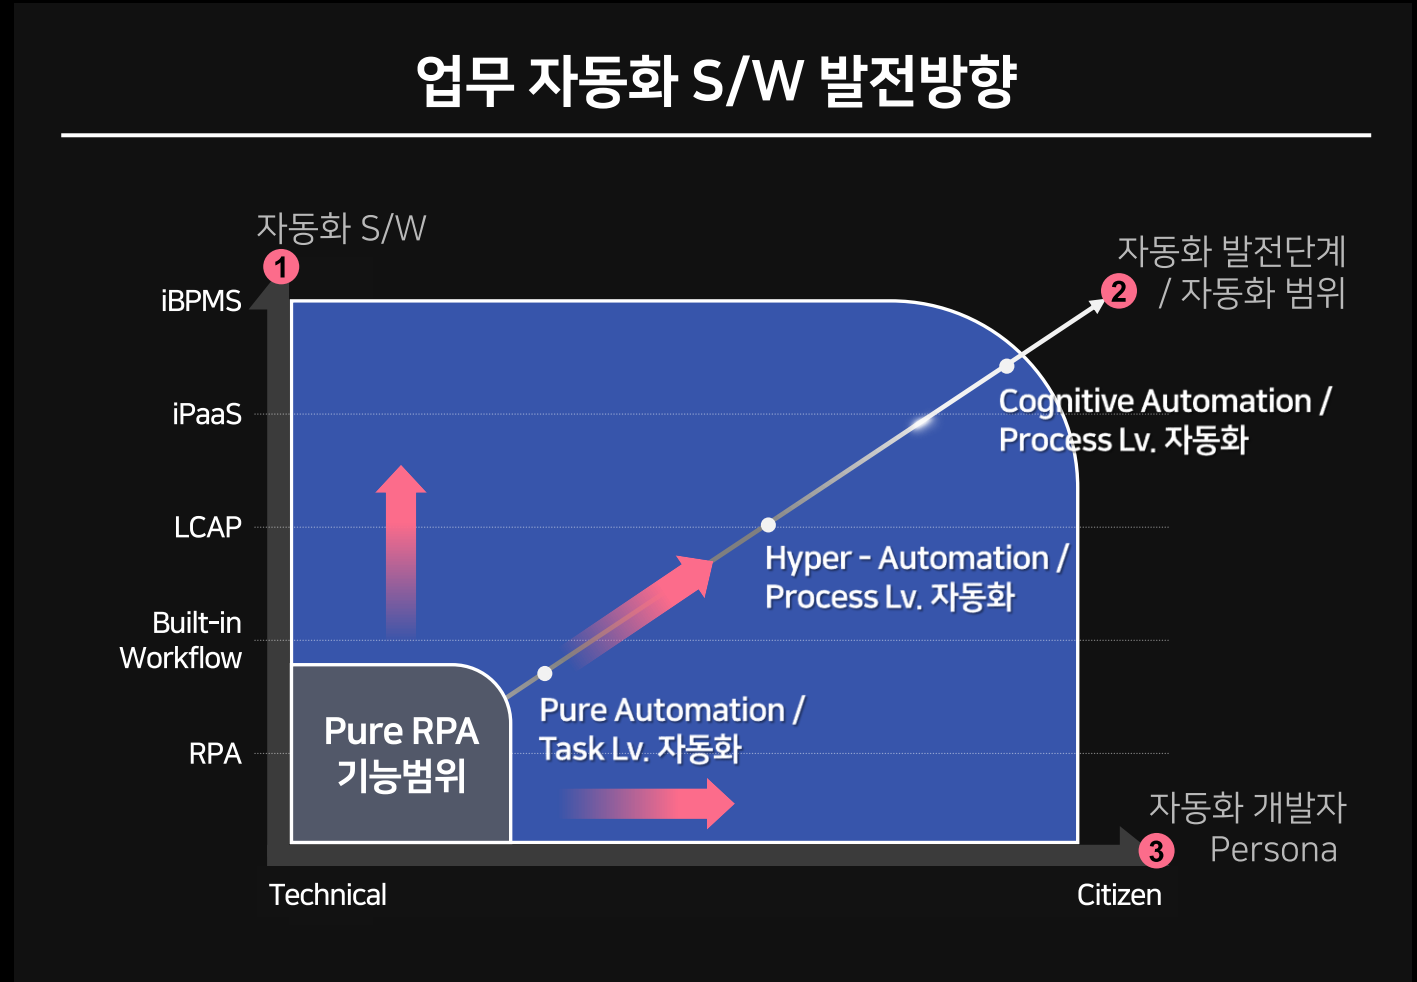 업무 자동화 S/W 발전방향
자동화 S/W
1
자동화 발전단계
2 / 자동화 범위
iBPMS
iPaaS
Cognitive Automation /
Process Lv. 자동화
LCAP
Hyper - Automation /
Process Lv. 자동화
Built-in
Workflow
Pure Automation /
Task Lv. 자동화
RPA
Pure RPA
기능범위
자동화 개발자
3 Persona
Technical
Citizen